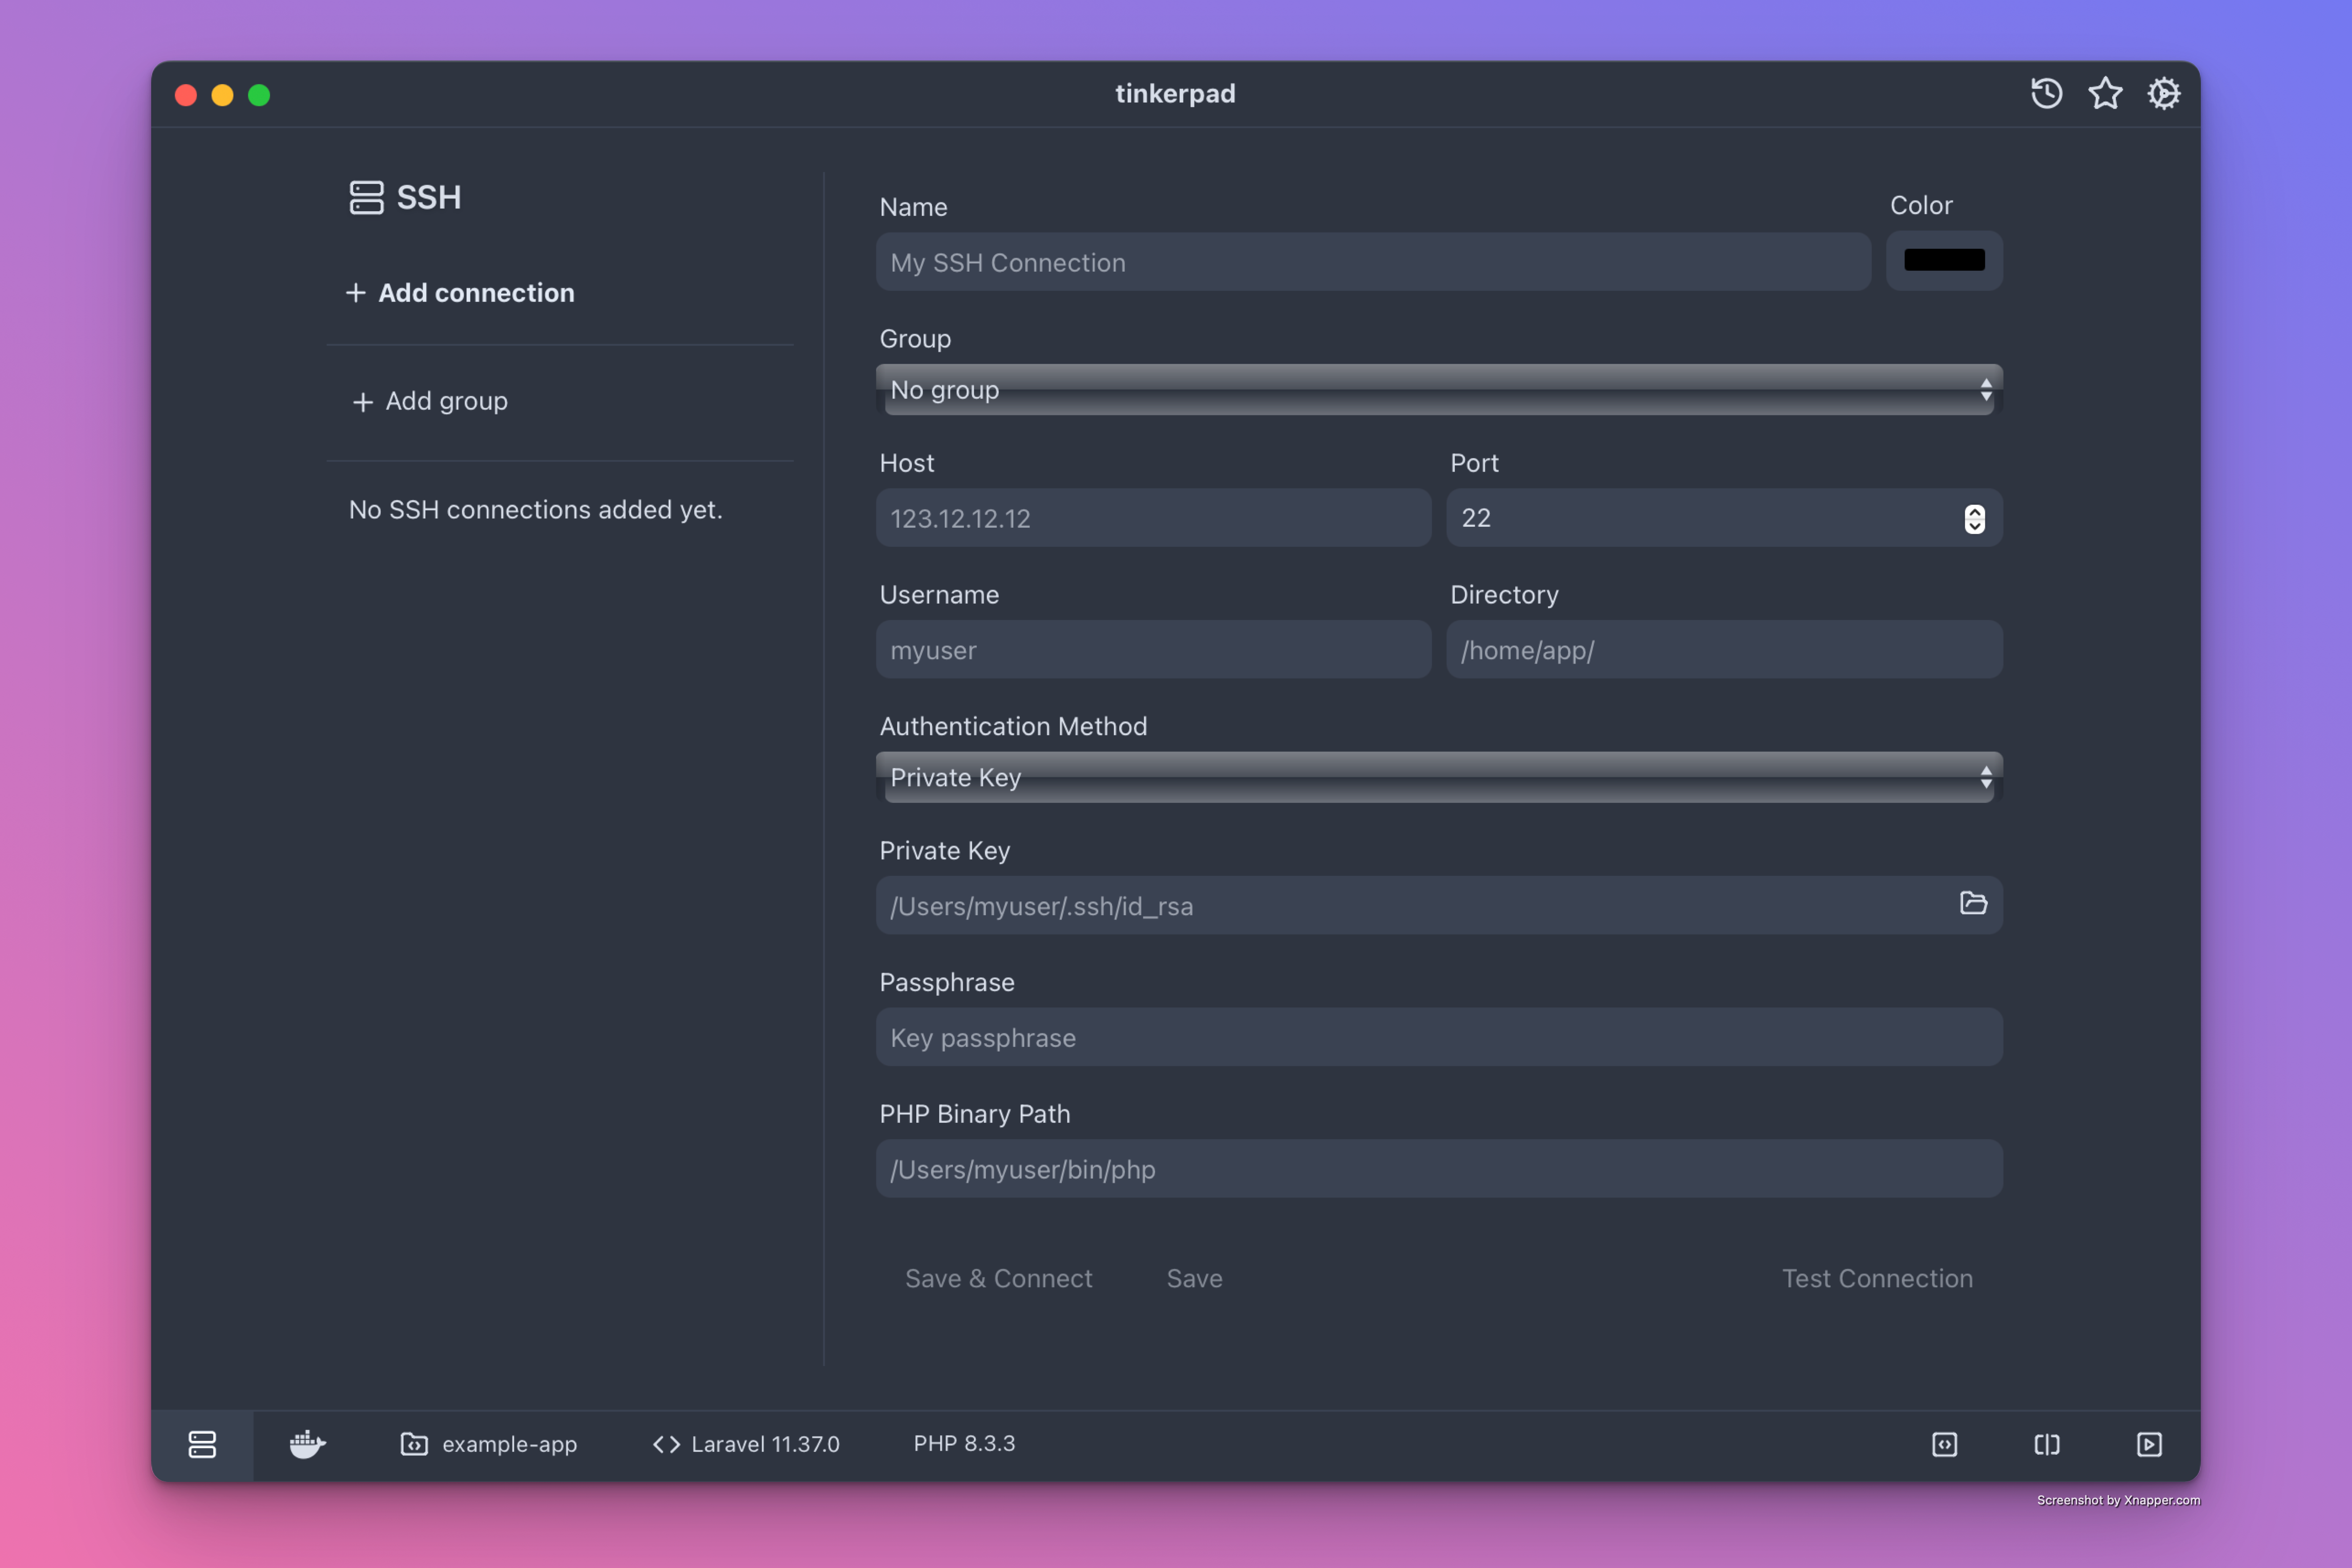 tinkerpad
SSH
Add connection
Add group
No SSH connections added yet.
Name
Color
My SSH Connection
Group
No group
Host
Port
123.12.12.12
22
Username
Directory
myuser
/home/app/
Authentication Method
Private Key
Private Key
/Users/myuser/.ssh/id_rsa
Passphrase
Key passphrase
PHP Binary Path
/Users/myuser/bin/php
Save & Connect
Save
Test Connection
example-app
Laravel 11.37.0
PHP 8.3.3
Screenshot by Xnapper.com